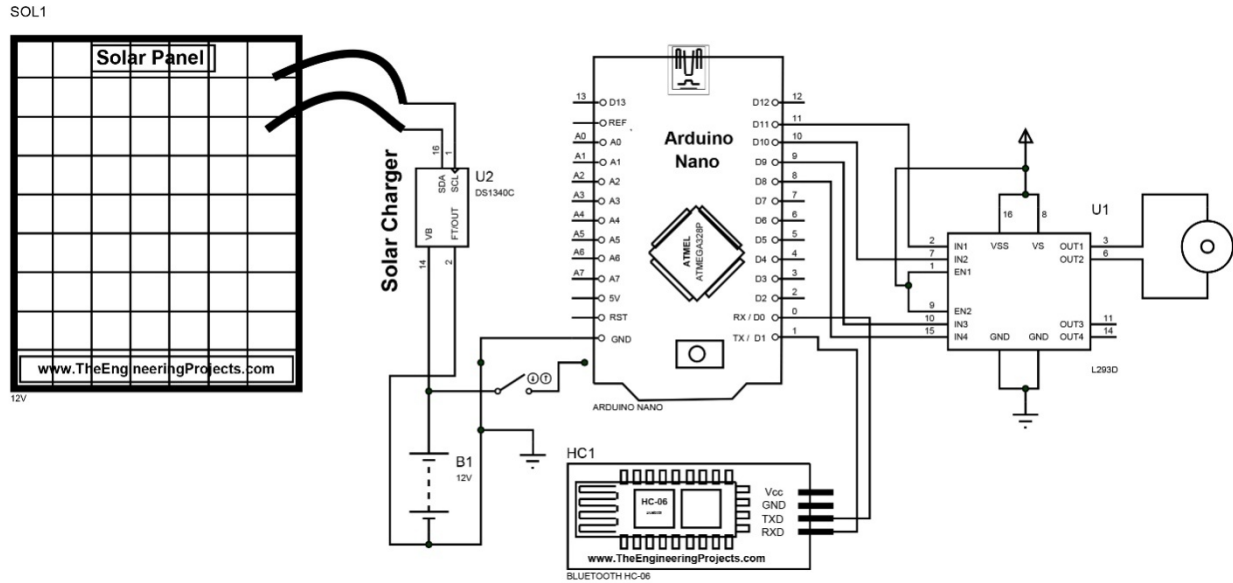 SOL1
Solar Panel
www.TheEngineeringProjects.com
12V
Solar Charger
16
1
SDA
SCL
U2
DS1340C
VB
FT/OUT
14
2
B1
12V
Arduino
Nano
13 D13
REF
A0 A0
A1 A1
A2 A2
A3 A3
A4 A4
A5 A5
A6 A6
A7 A7
5V
RST
GND
D12 12
D11 11
D10 10
D9 9
D8 8
D7 7
D6 6
D5 5
D4 4
D3 3
D2 2
RX / D0 0
TX / D1 1
ATMEL
ATMEGA328P
ARDUINO NANO
U1
16 8
VSS VS
2 IN1
7 IN2
1 EN1
9 EN2
10 IN3
15 IN4
OUT1 3
OUT2 6
OUT3 11
OUT4 14
GND GND
L293D
HC1
HC-06
Vcc
GND
TXD
RXD
www.TheEngineeringProjects.com
BLUETOOTH HC-06